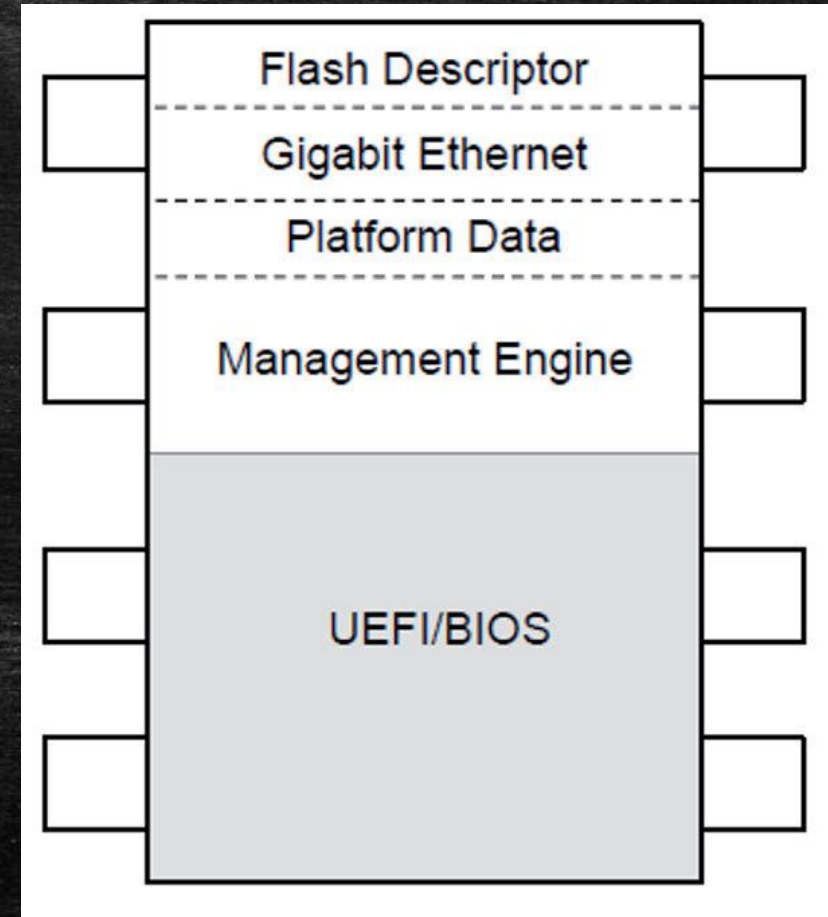 Flash Descriptor
Gigabit Ethernet
Platform Data
Management Engine
UEFI/BIOS